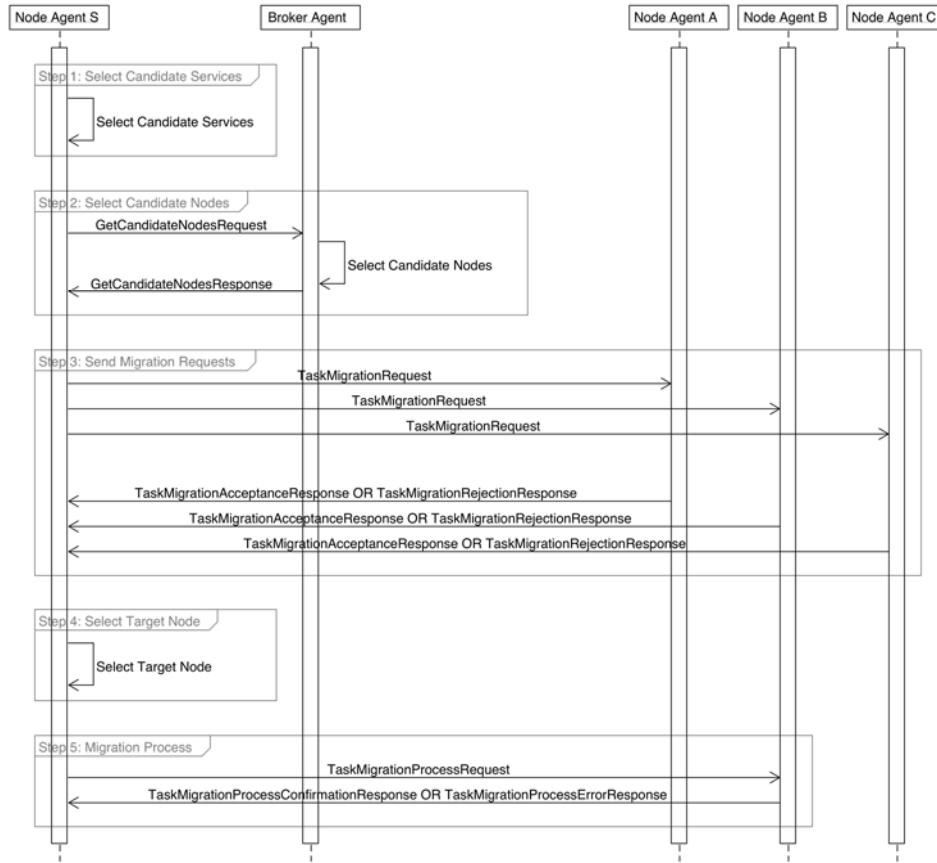 Node Agent S
Broker Agent
Node Agent A
Node Agent B
Node Agent C
Step 1: Select Candidate Services
Select Candidate Services
Step 2: Select Candidate Nodes
GetCandidateNodesRequest
Select Candidate Nodes
GetCandidateNodesResponse
Step 3: Send Migration Requests
TaskMigrationRequest
TaskMigrationRequest
TaskMigrationRequest
TaskMigrationAcceptanceResponse OR TaskMigrationRejectionResponse
TaskMigrationAcceptanceResponse OR TaskMigrationRejectionResponse
TaskMigrationAcceptanceResponse OR TaskMigrationRejectionResponse
Step 4: Select Target Node
Select Target Node
Step 5: Migration Process
TaskMigrationProcessRequest
TaskMigrationProcessConfirmationResponse OR TaskMigrationProcessErrorResponse